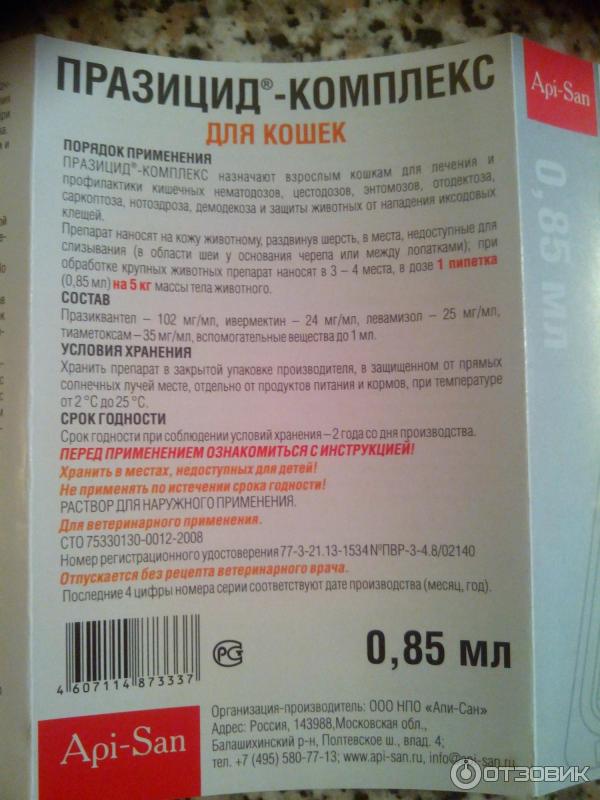 ПРАЗИЦИД®-КОМПЛЕКС
ДЛЯ КОШЕК
ПОРЯДОК ПРИМЕНЕНИЯ
ПРАЗИЦИД®-КОМПЛЕКС назначают взрослым кошкам для лечения и
профилактики кишечных нематодозов, цестодозов, энтомозов, отодектоза,
саркоптоза, нотоэдроза, демодекоза и защиты животных от нападения иксодовых
клещей.
Препарат наносят на кожу животному, раздвинув шерсть, в места, недоступные для
слизывания (в области шеи у основания черепа или между лопатками); при
обработке крупных животных препарат наносят в 3 – 4 места, в дозе 1 пипетка
(0,85 мл) на 5 кг массы тела животного.
СОСТАВ
Празиквантел – 102 мг/мл, ивермектин – 24 мг/мл, левамизол – 25 мг/мл,
тиаметоксам – 35 мг/мл, вспомогательные вещества до 1 мл.
УСЛОВИЯ ХРАНЕНИЯ
Хранить препарат в закрытой упаковке производителя, в защищенном от прямых
солнечных лучей месте, отдельно от продуктов питания и кормов, при температуре
от 2 °С до 25 °С.
СРОК ГОДНОСТИ
Срок годности при соблюдении условий хранения – 2 года со дня производства.
ПЕРЕД ПРИМЕНЕНИЕМ ОЗНАКОМИТЬСЯ С ИНСТРУКЦИЕЙ!
Хранить в местах, недоступных для детей!
Не применять по истечении срока годности!
РАСТВОР ДЛЯ НАРУЖНОГО ПРИМЕНЕНИЯ.
Для ветеринарного применения.
СТО 75330130-0012-2008
Номер регистрационного удостоверения 77-3-21.13-1534 №ПВР-3-4.8/02140
Отпускается без рецепта ветеринарного врача.
Последние 4 цифры номера серии соответствуют дате производства (месяц, год).
4 607114 873337
РСТ
0,85 мл
Api-San
Организация-производитель: ООО НПО «Апи-Сан»
Адрес: Россия, 143988, Московская обл.,
Балашихинский р-н, Полтевское ш., влад. 4;
тел. +7 (495) 580-77-13; www.api-san.ru, info@api-san.ru
Api-San
0,85 мл
ОТЗОВИК